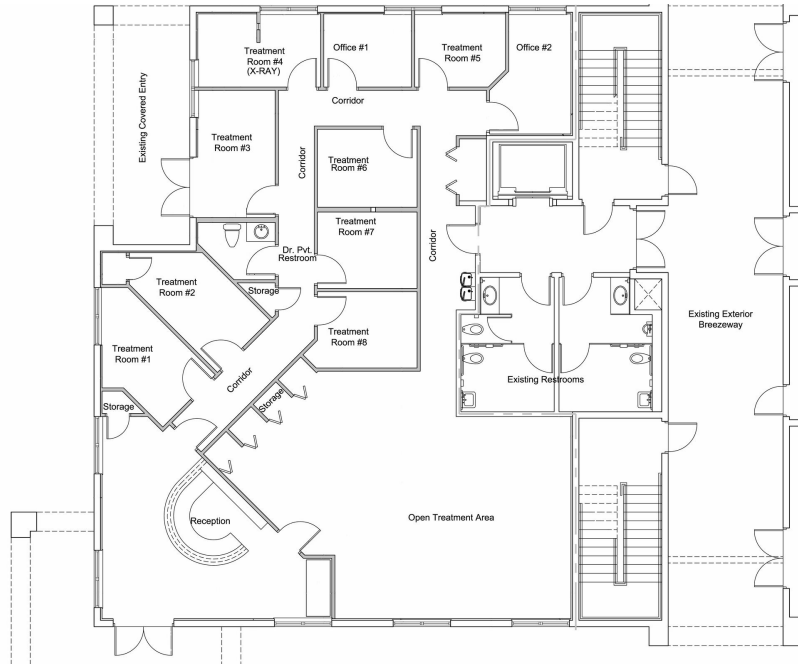 Treatment
Room #4
(X-RAY)
Office #1
Treatment
Room #5
Office #2
Corridor
Existing Covered Entry
Treatment
Room #3
Corridor
Treatment
Room #6
Treatment
Room #7
Corridor
Dr. Pvt.
Restroom
Storage
Treatment
Room #2
Treatment
Room #1
Treatment
Room #8
Existing Exterior
Breezeway
Corridor
Existing Restrooms
Storage
Storage
Reception
Open Treatment Area